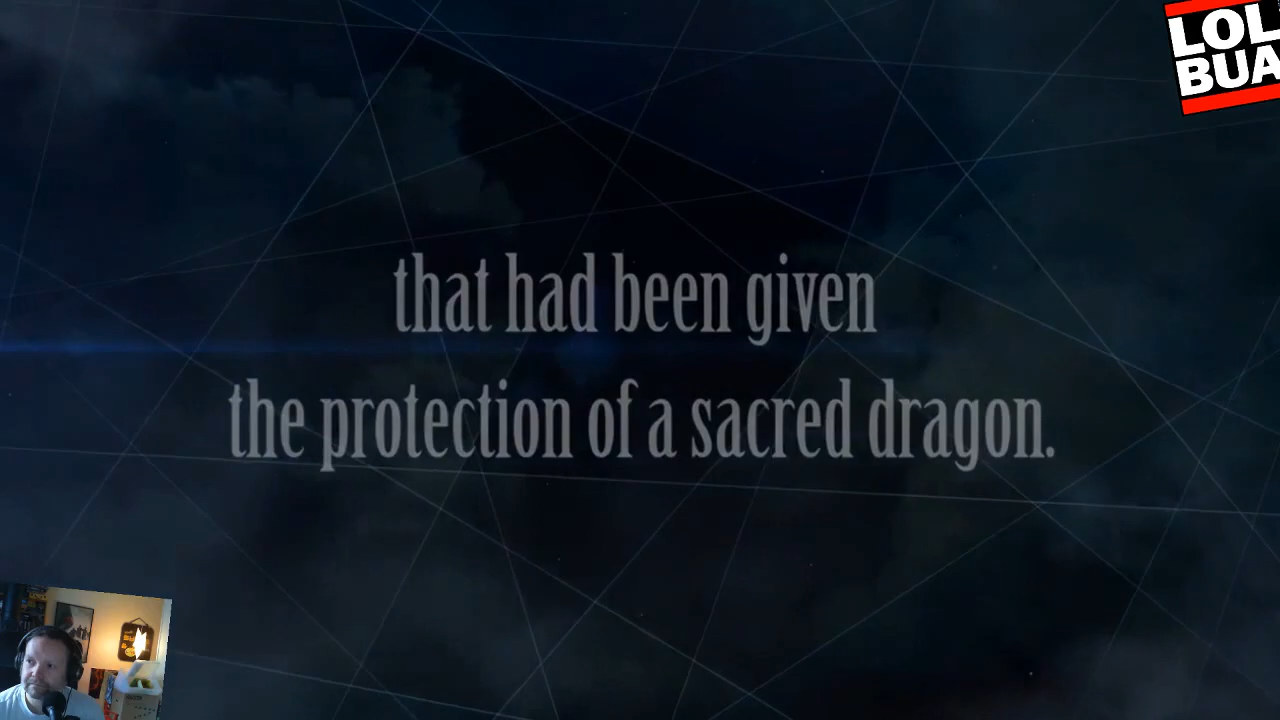 LOL
BUA
that had been given
the protection of a sacred dragon.